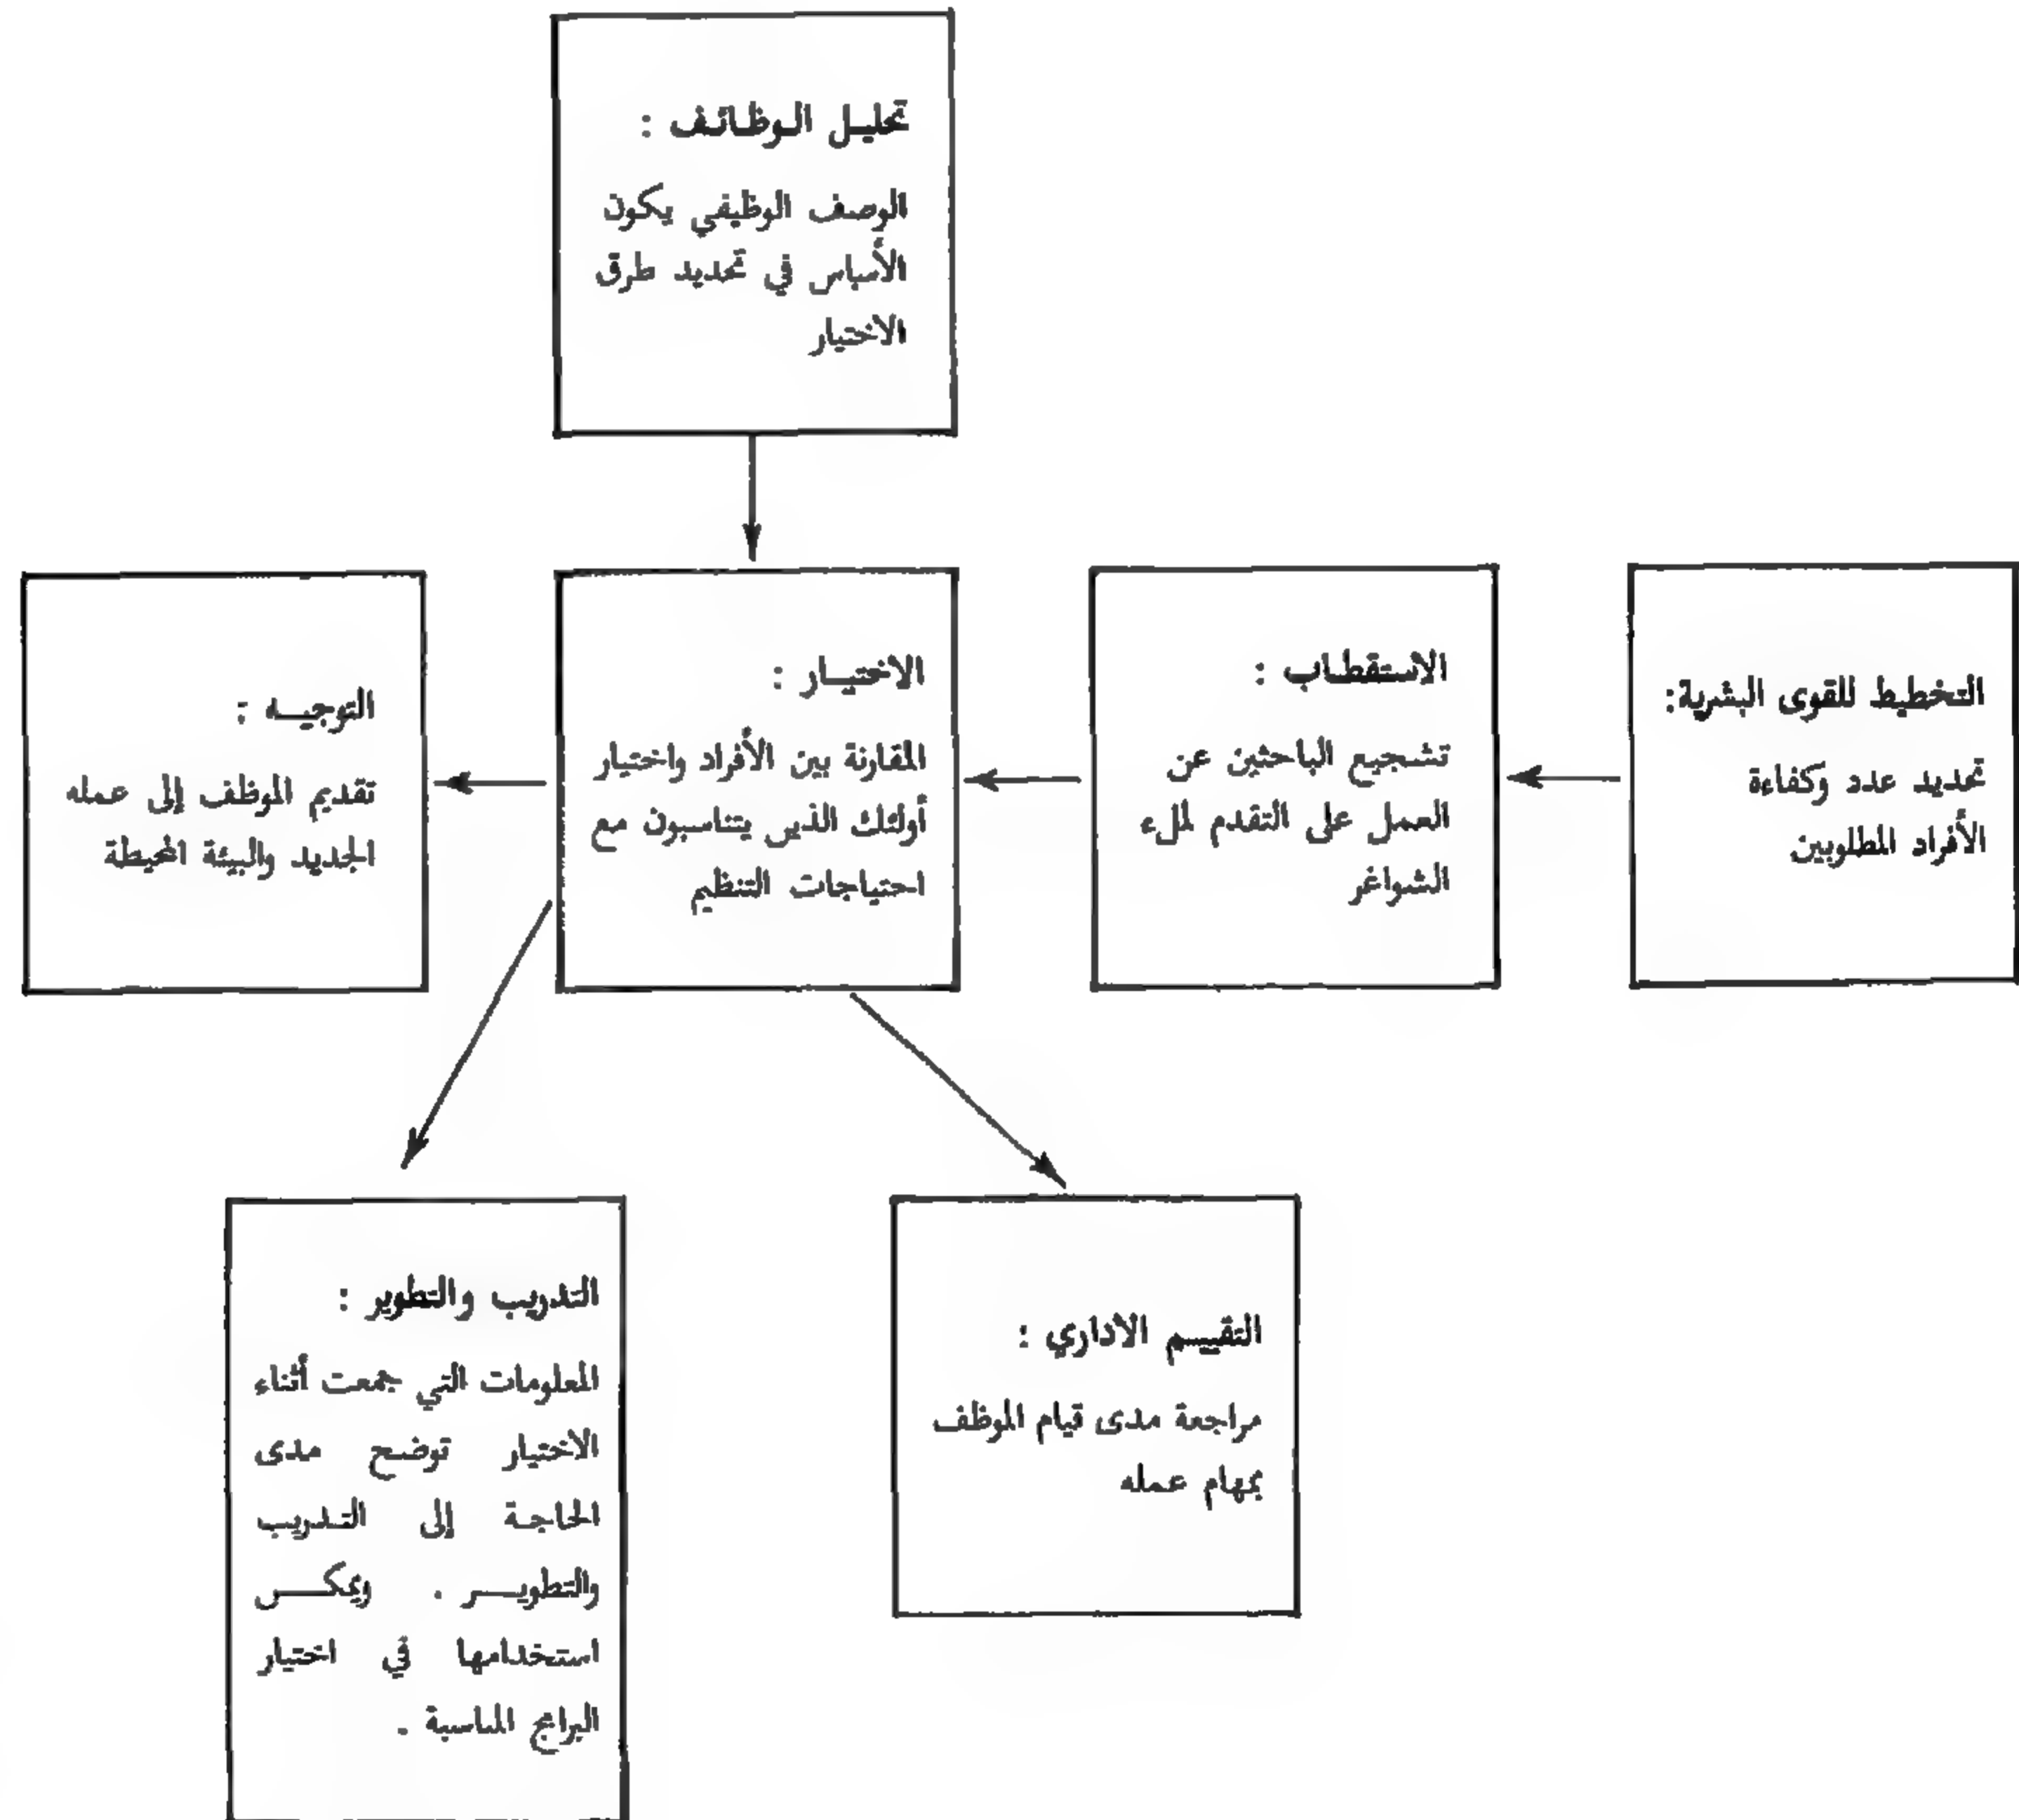 تحليل الوظائف :
الوصف الوظيفي يكون
الأساس في تحديد طرق
الاختيار
التخطيط للقوى البشرية:
تحديد عدد وكفاءة
الأفراد المطلوبين
الاستقطاب :
تشجيع الباحثين عن
العمل على التقدم لملء
الشواغر
الاختيار :
المقارنة بين الأفراد واختيار
أولئك الذين يتناسبون مع
احتياجات التنظيم
التوجيه :
تقديم الموظف إلى عمله
الجديد والبيئة المحيطة
التقييم الاداري :
مراجعة مدى قيام الموظف
بمهام عمله
التدريب والتطوير :
المعلومات التي جمعت أثناء
الاختيار توضح مدى
الحاجة إلى التدريب
والتطوير . ويمكن
استخدامها في اختيار
البرامج المناسبة .